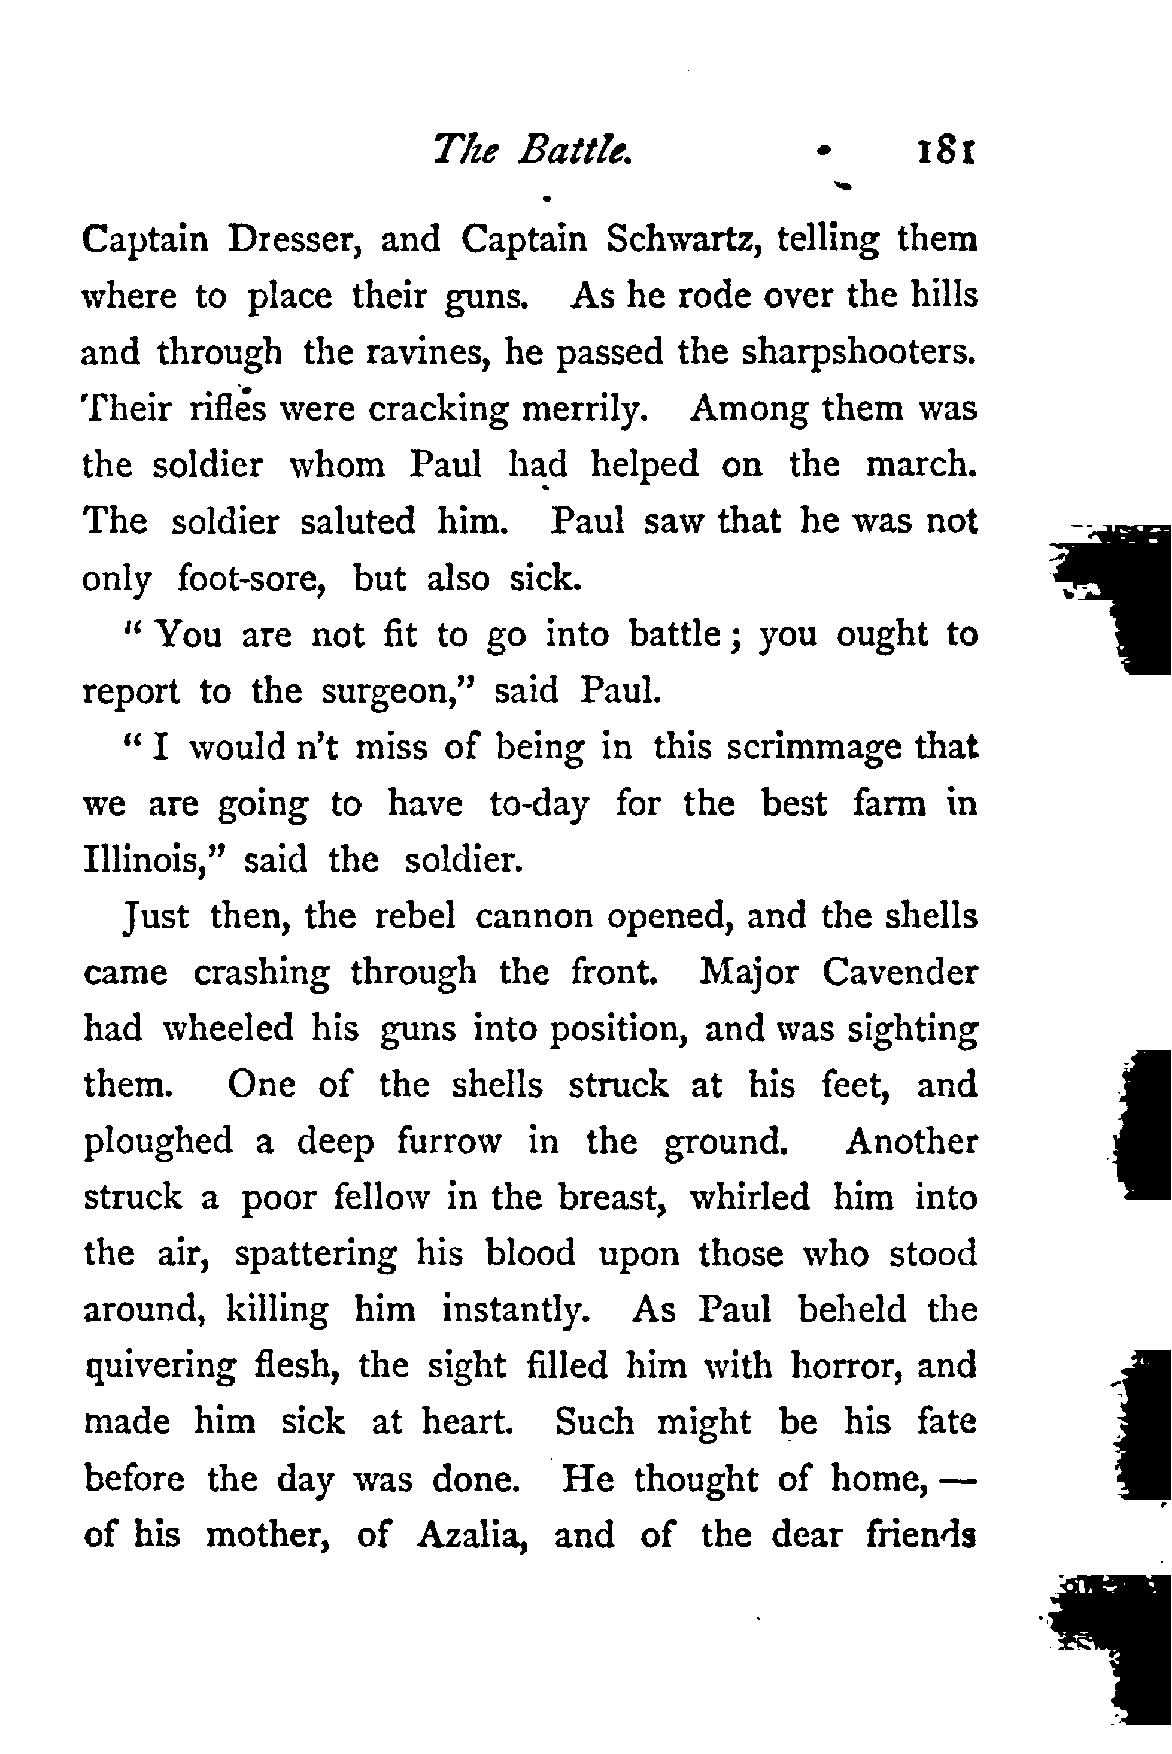 The Battle. 181
Captain Dresser, and Captain Schwartz, telling them
where to place their guns. As he rode over the hills
and through the ravines, he passed the sharpshooters.
Their rifles were cracking merrily. Among them was
the soldier whom Paul had helped on the march.
The soldier saluted him. Paul saw that he was not
only foot-sore, but also sick.
" You are not fit to go into battle ; you ought to
report to the surgeon," said Paul.
" I would n't miss of being in this scrimmage that
we are going to have to-day for the best farm in
Illinois," said the soldier.
Just then, the rebel cannon opened, and the shells
came crashing through the front. Major Cavender
had wheeled his guns into position, and was sighting
them. One of the shells struck at his feet, and
ploughed a deep furrow in the ground. Another
struck a poor fellow in the breast, whirled him into
the air, spattering his blood upon those who stood
around, killing him instantly. As Paul beheld the
quivering flesh, the sight filled him with horror, and
made him sick at heart. Such might be his fate
before the day was done. He thought of home, —
of his mother, of Azalia, and of the dear friends